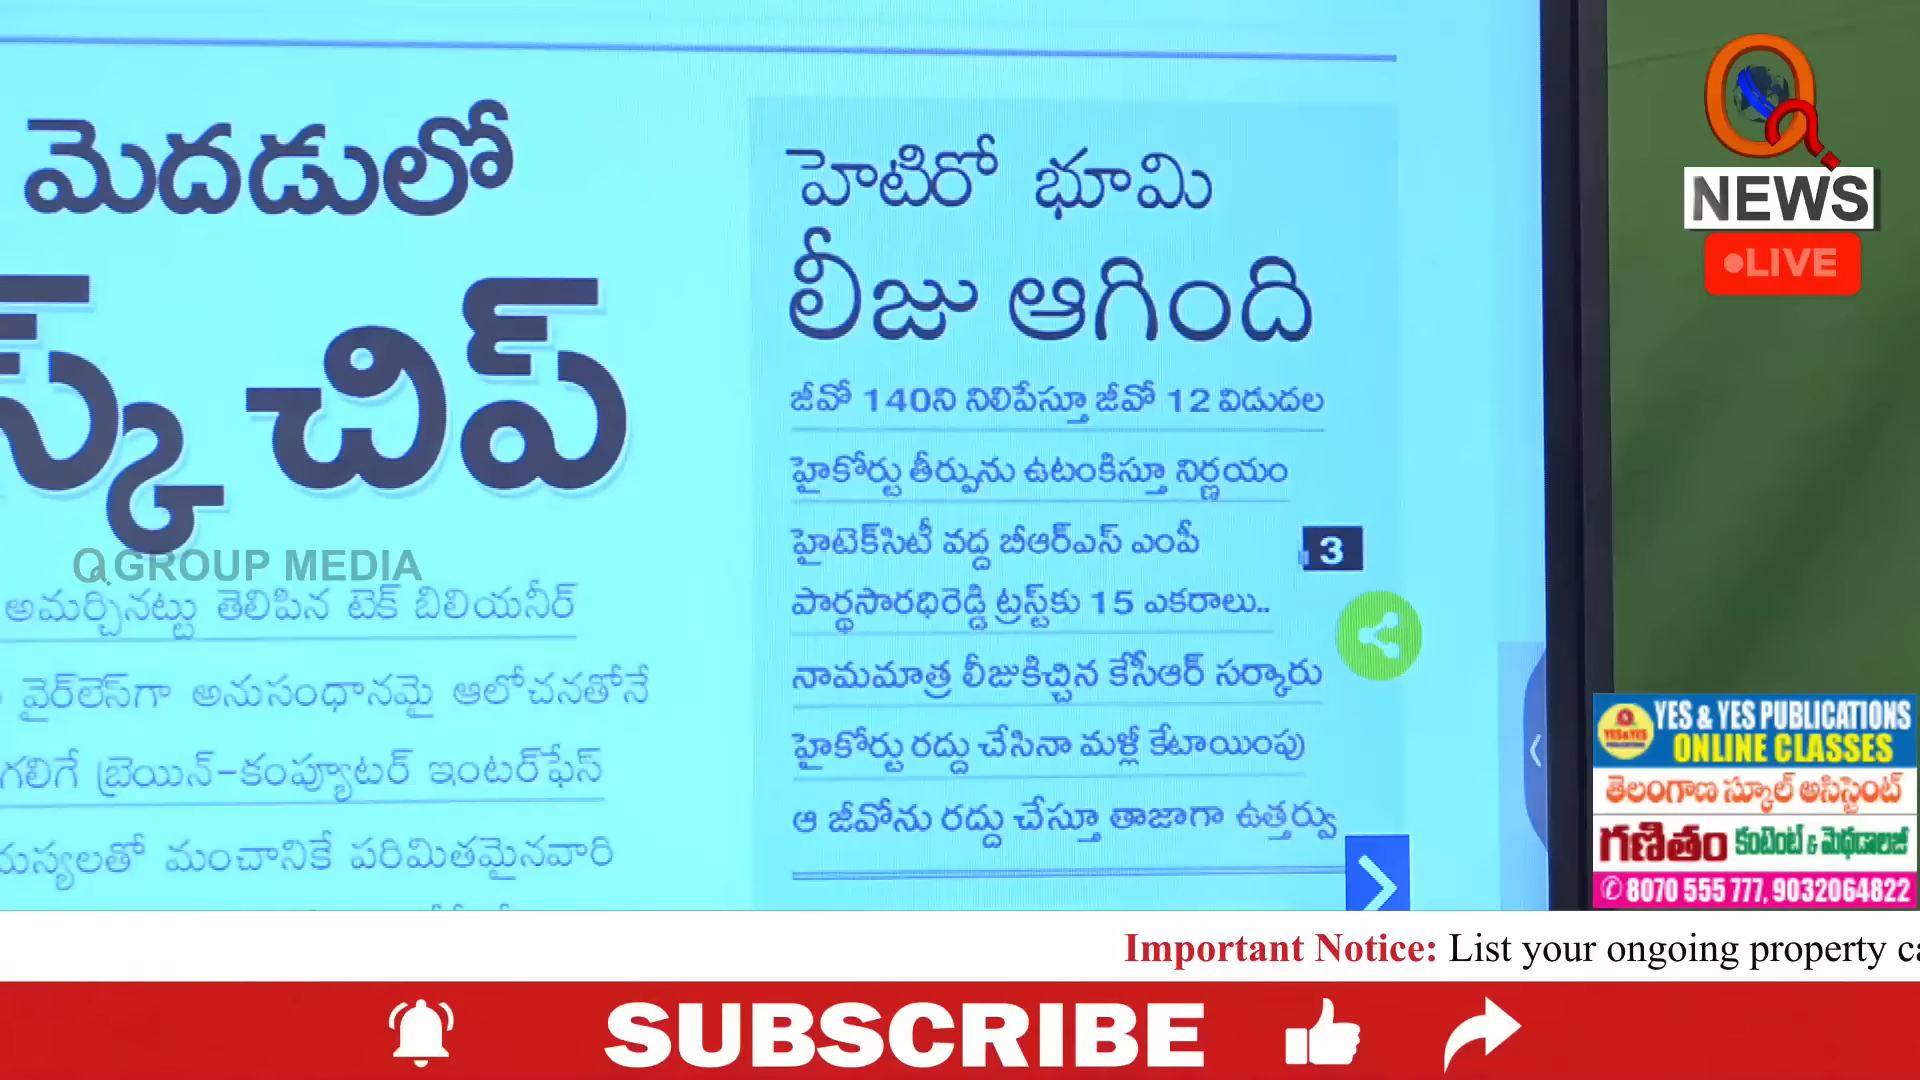 మెదడులో
స్క్ చిప్
అమర్చినట్టు తెలిపిన టెక్ బిలియనీర్
వైర్‌లెస్‌గా అనుసంధానమై ఆలోచనతోనే
గలిగే బ్రెయిన్-కంప్యూటర్ ఇంటర్‌ఫేస్
మస్యలతో మంచానికే పరిమితమైనవారి
GROUP MEDIA
హెటిరో భూమి
లీజు ఆగింది
జీవో 140ని నిలిపేస్తూ జీవో 12 విడుదల
హైకోర్టు తీర్పును ఉటంకిస్తూ నిర్ణయం
హైటెక్‌సిటీ వద్ద బీఆర్ఎస్ ఎంపీ
పార్థసారధిరెడ్డి ట్రస్ట్‌కు 15 ఎకరాలు..
నామమాత్ర లీజుకిచ్చిన కేసీఆర్ సర్కారు
హైకోర్టు రద్దు చేసినా మళ్లీ కేటాయింపు
ఆ జీవోను రద్దు చేస్తూ తాజాగా ఉత్తర్వు
3
Q
NEWS
LIVE
YES & YES PUBLICATIONS
ONLINE CLASSES
తెలంగాణ స్కూల్ అసిస్టెంట్
గణితం కంటెంట్ & మెథడాలజీ
8070 555 777, 9032064822
Important Notice: List your ongoing property ca
SUBSCRIBE